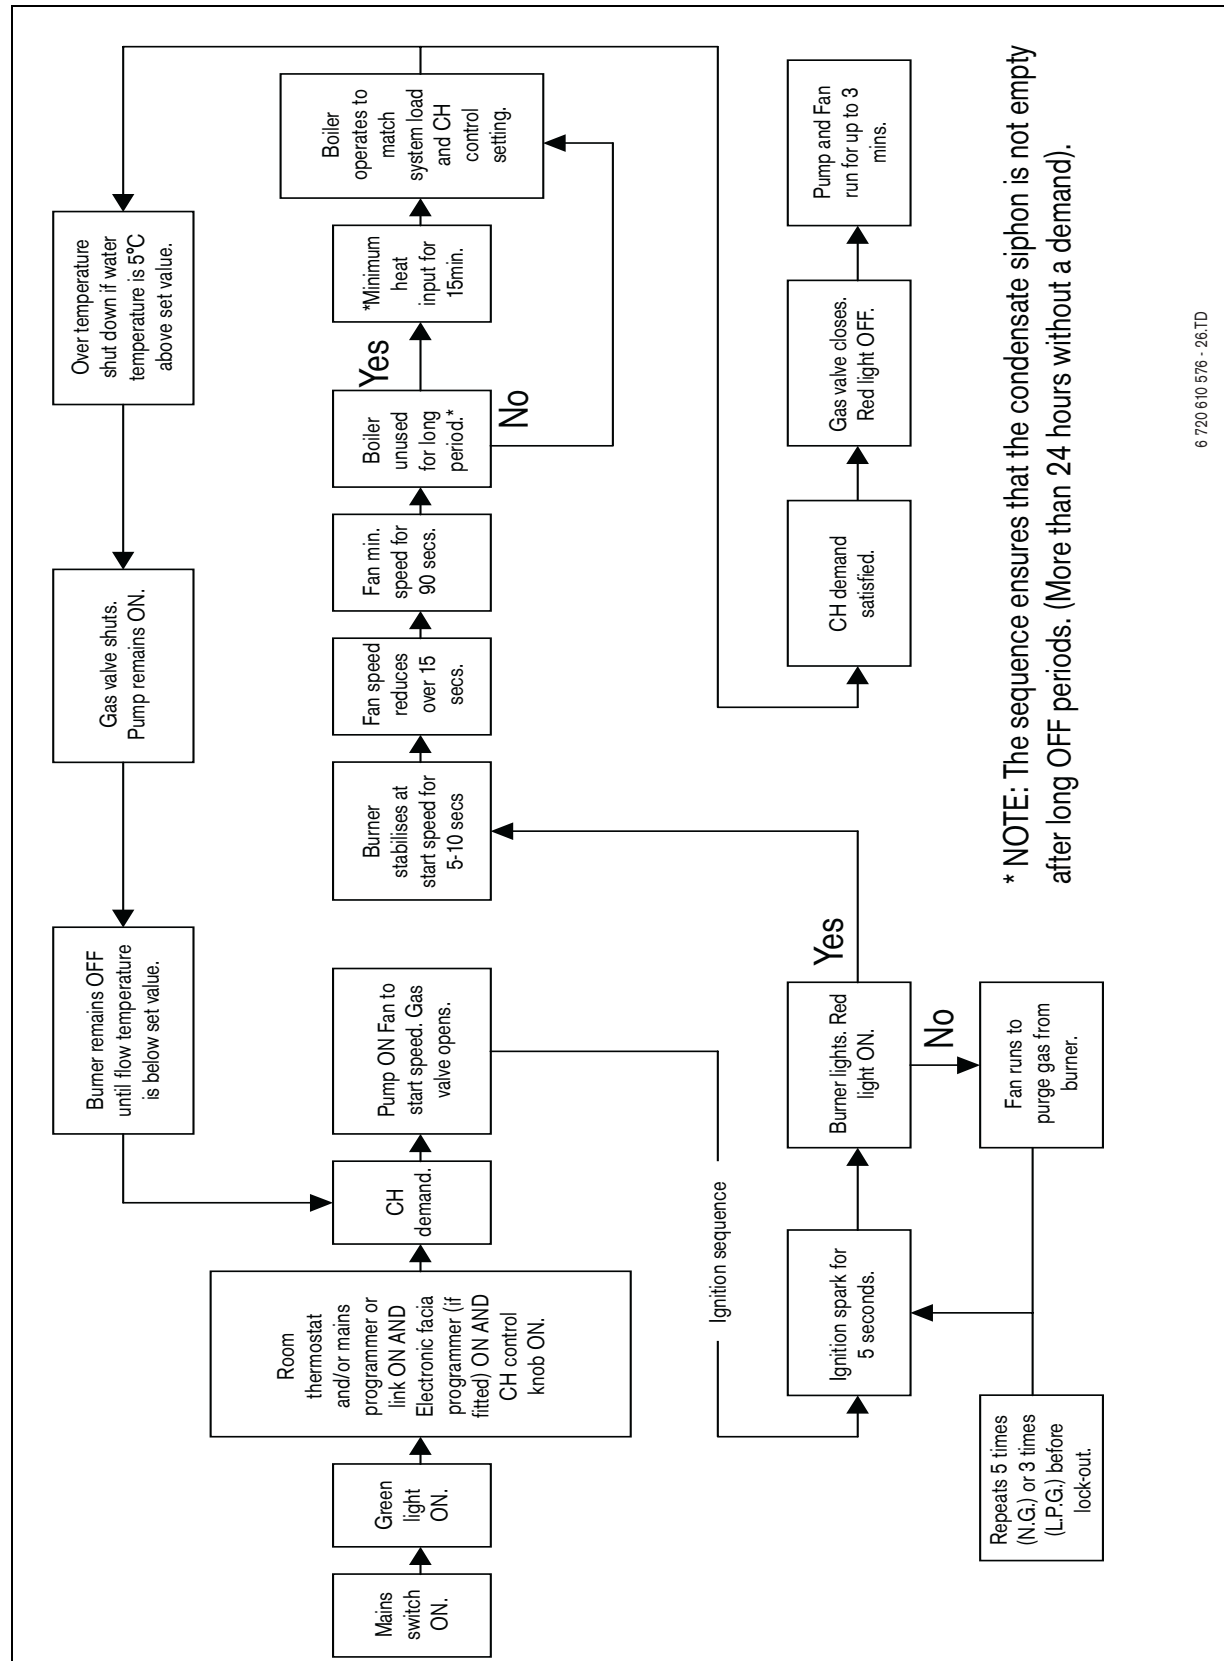 Over temperature
shut down if water
temperature is 5°C
above set value.
Gas valve shuts.
Pump remains ON.
Burner remains OFF
until flow temperature
is below set value.
Mains
switch
ON.
Green
light
ON.
Room
thermostat
and/or mains
programmer or
link ON AND
Electronic facia
programmer (if
fitted) ON AND
CH control
knob ON.
CH
demand.
Pump ON Fan to
start speed. Gas
valve opens.
Ignition sequence
Ignition spark for
5 seconds.
Burner lights. Red
light ON.
Yes
No
Fan runs to
purge gas from
burner.
Repeats 5 times
(N.G.) or 3 times
(L.P.G.) before
lock-out.
Burner
stabilises at
start speed for
5-10 secs
Fan speed
reduces
over 15
secs.
Fan min.
speed for
90 secs.
Boiler
unused
for long
period.*
Yes
No
*Minimum
heat
input for
15min.
Boiler
operates to
match
system load
and CH
control
setting.
CH demand
satisfied.
Gas valve closes.
Red light OFF.
Pump and Fan
run for up to 3
mins.
* NOTE: The sequence ensures that the condensate siphon is not empty
after long OFF periods. (More than 24 hours without a demand).
6 720 610 576 - 26.TD